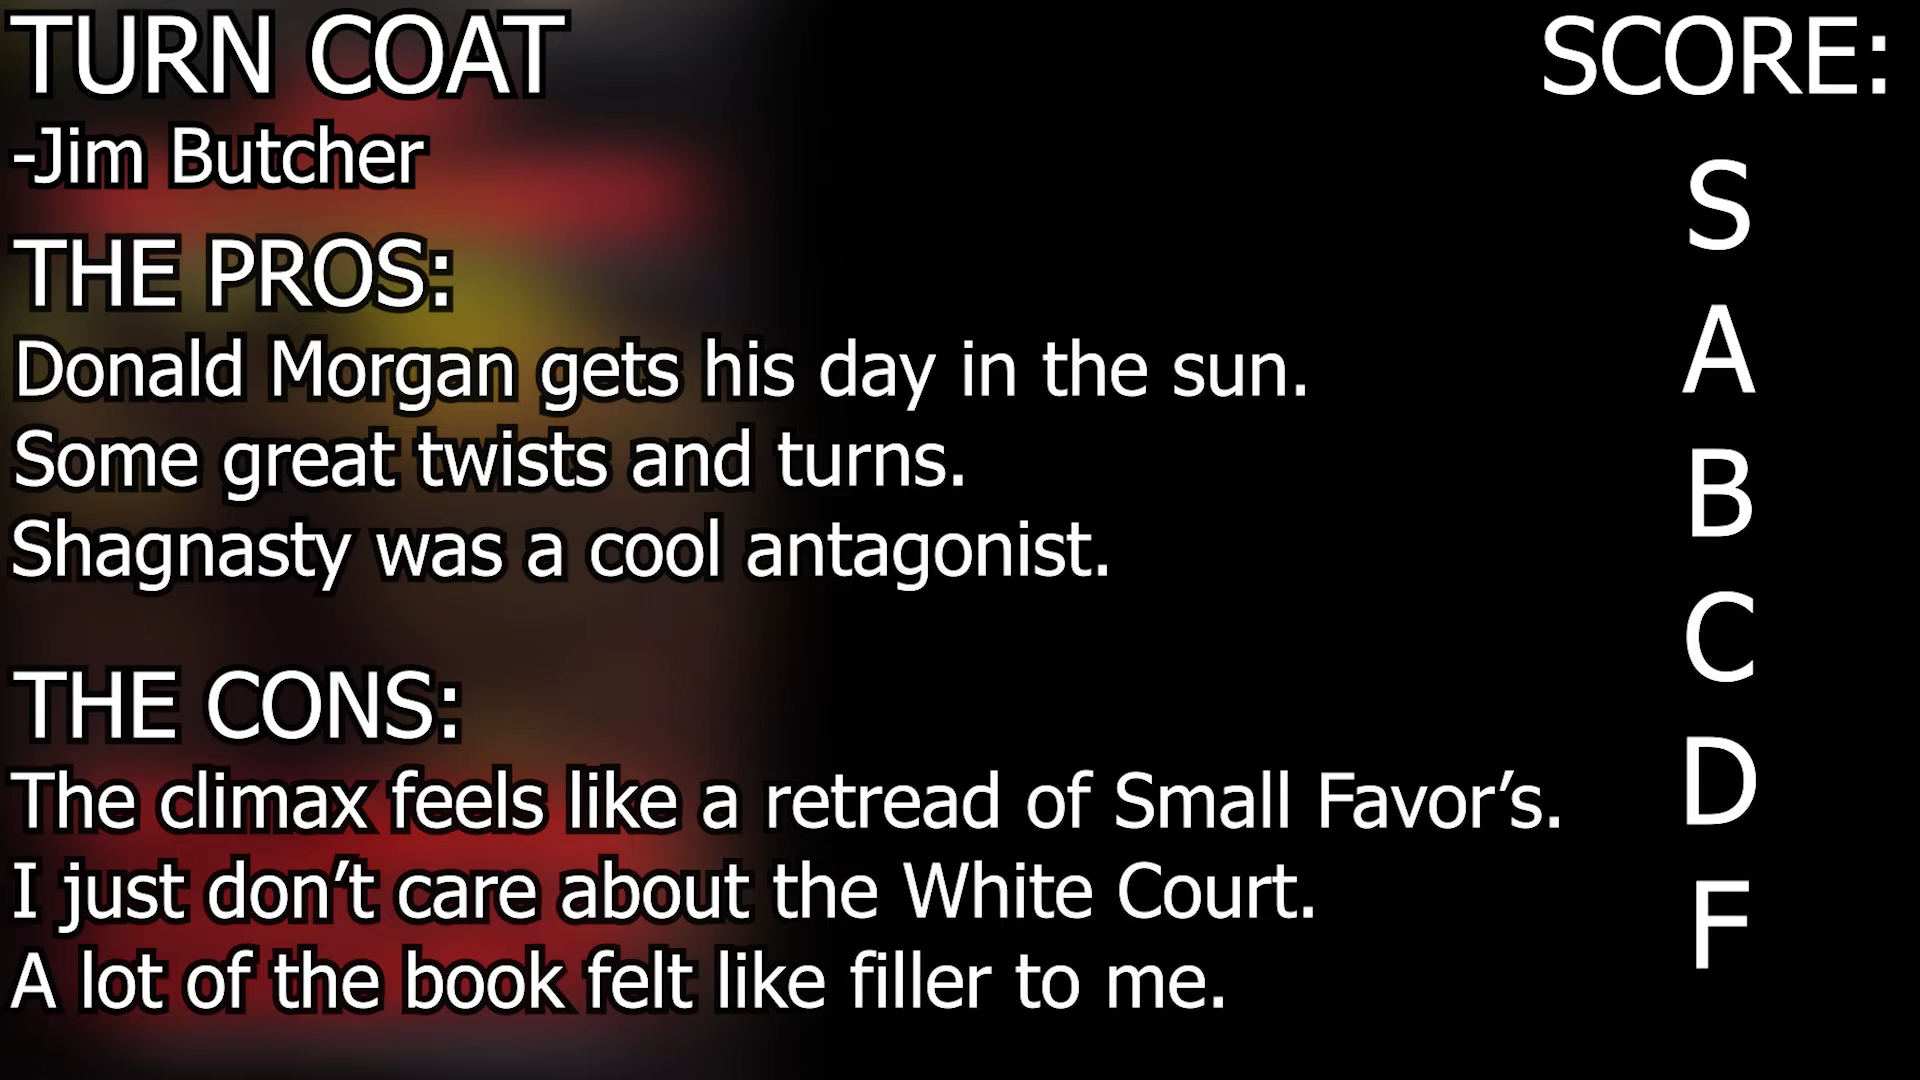 TURN COAT
-Jim Butcher
THE PROS:
Donald Morgan gets his day in the sun.
Some great twists and turns.
Shagnasty was a cool antagonist.
THE CONS:
The climax feels like a retread of Small Favor’s.
I just don’t care about the White Court.
A lot of the book felt like filler to me.
SCORE:
S
A
B
C
D
F